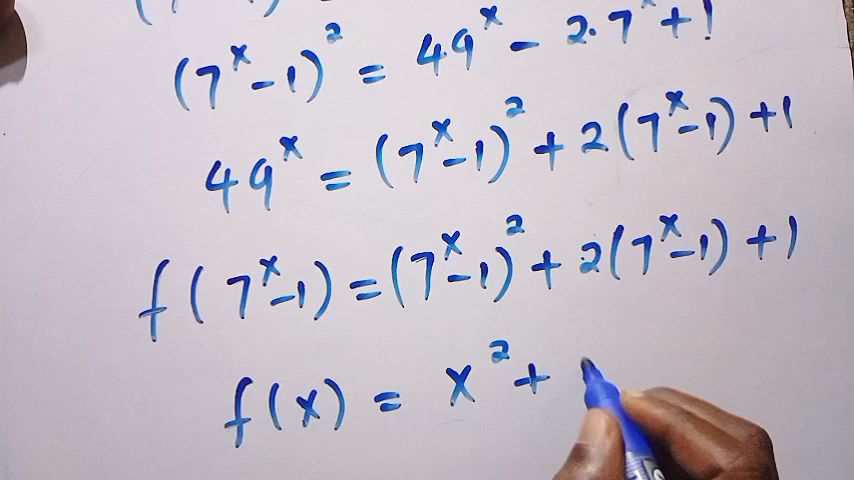 (7^x-1)^2 = 49^x - 2.7^x+1
49^x = (7^x-1)^2 + 2(7^x-1) +1
f(7^x-1) = (7^x-1)^2 + 2(7^x-1) +1
f(x) = x^2 +